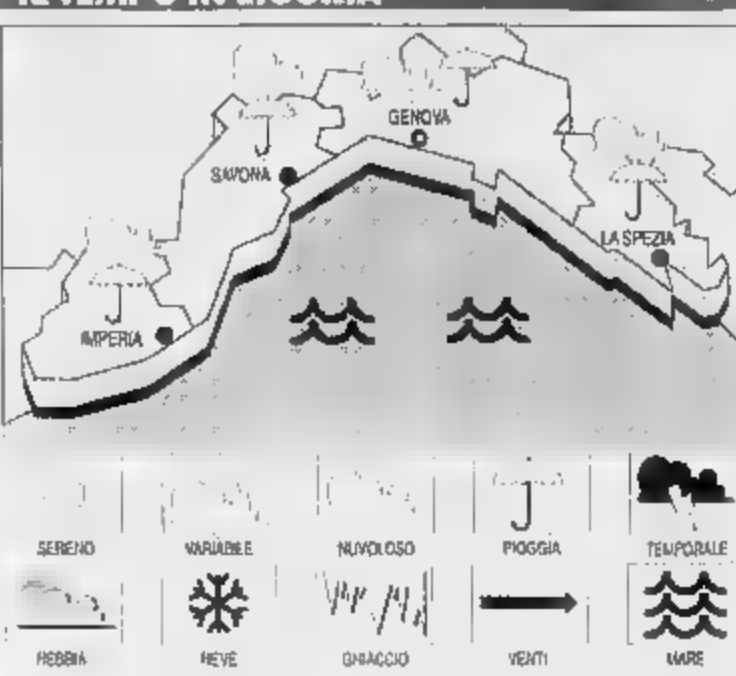 GENOVA
SAVONA
LA SPEZIA
IMPERIA
SERENO
VARIABILE
NUVOLOSO
PIOGGIA
TEMPORALE
NEBBIA
NEVE
GHIACCIO
VENTI
MARE